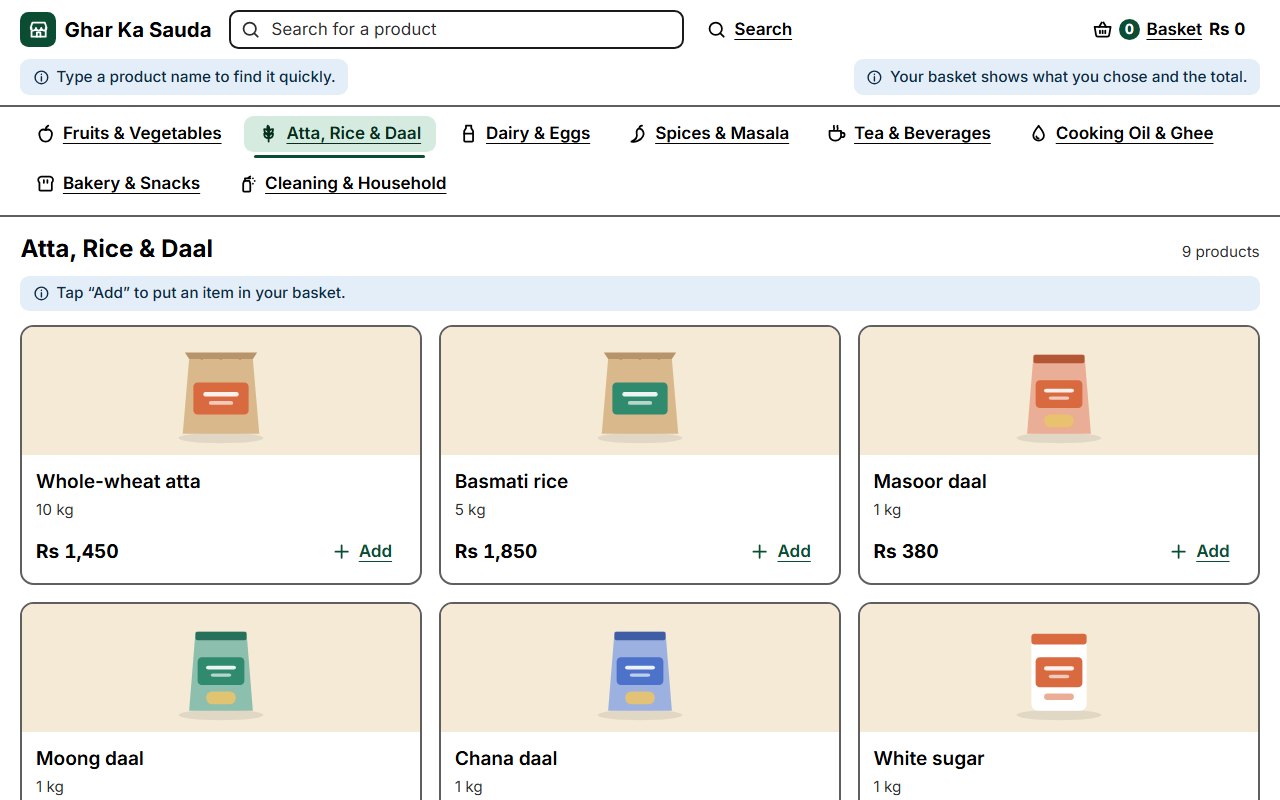 Ghar Ka Sauda
Search for a product
Search
0 Basket Rs 0
Type a product name to find it quickly.
Your basket shows what you chose and the total.
Fruits & Vegetables
Atta, Rice & Daal
Dairy & Eggs
Spices & Masala
Tea & Beverages
Cooking Oil & Ghee
Bakery & Snacks
Cleaning & Household
Atta, Rice & Daal
9 products
Tap “Add” to put an item in your basket.
Whole-wheat atta
10 kg
Rs 1,450
Add
Basmati rice
5 kg
Rs 1,850
Add
Masoor daal
1 kg
Rs 380
Add
Moong daal
1 kg
Chana daal
1 kg
White sugar
1 kg